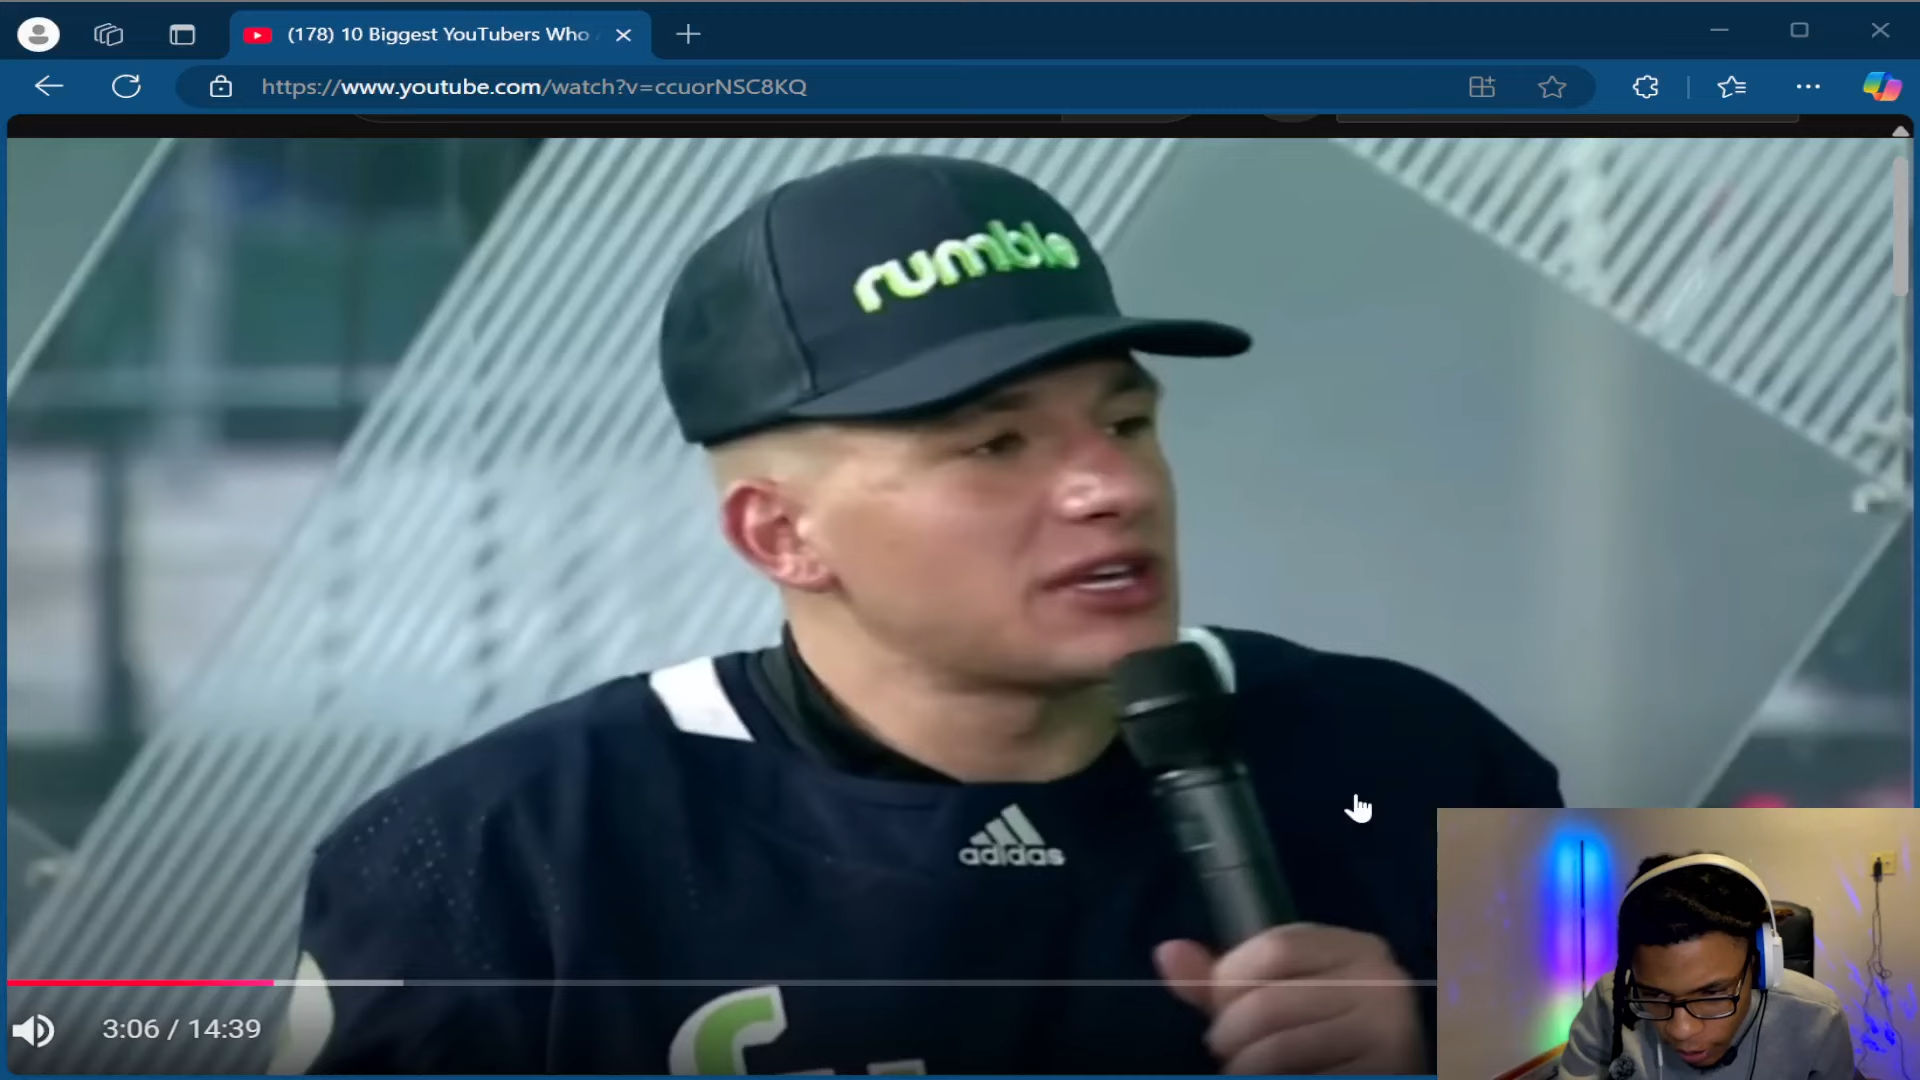 (178) 10 Biggest YouTubers Who
https://www.youtube.com/watch?v=ccuorNSC8KQ
rumble
adidas
3:06 / 14:39